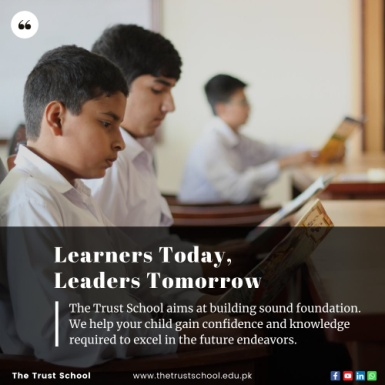 Learners Today,
Leaders Tomorrow
The Trust School aims at building sound foundation.
We help your child gain confidence and knowledge
required to excel in the future endeavors.
The Trust School
www.thetrustschool.edu.pk